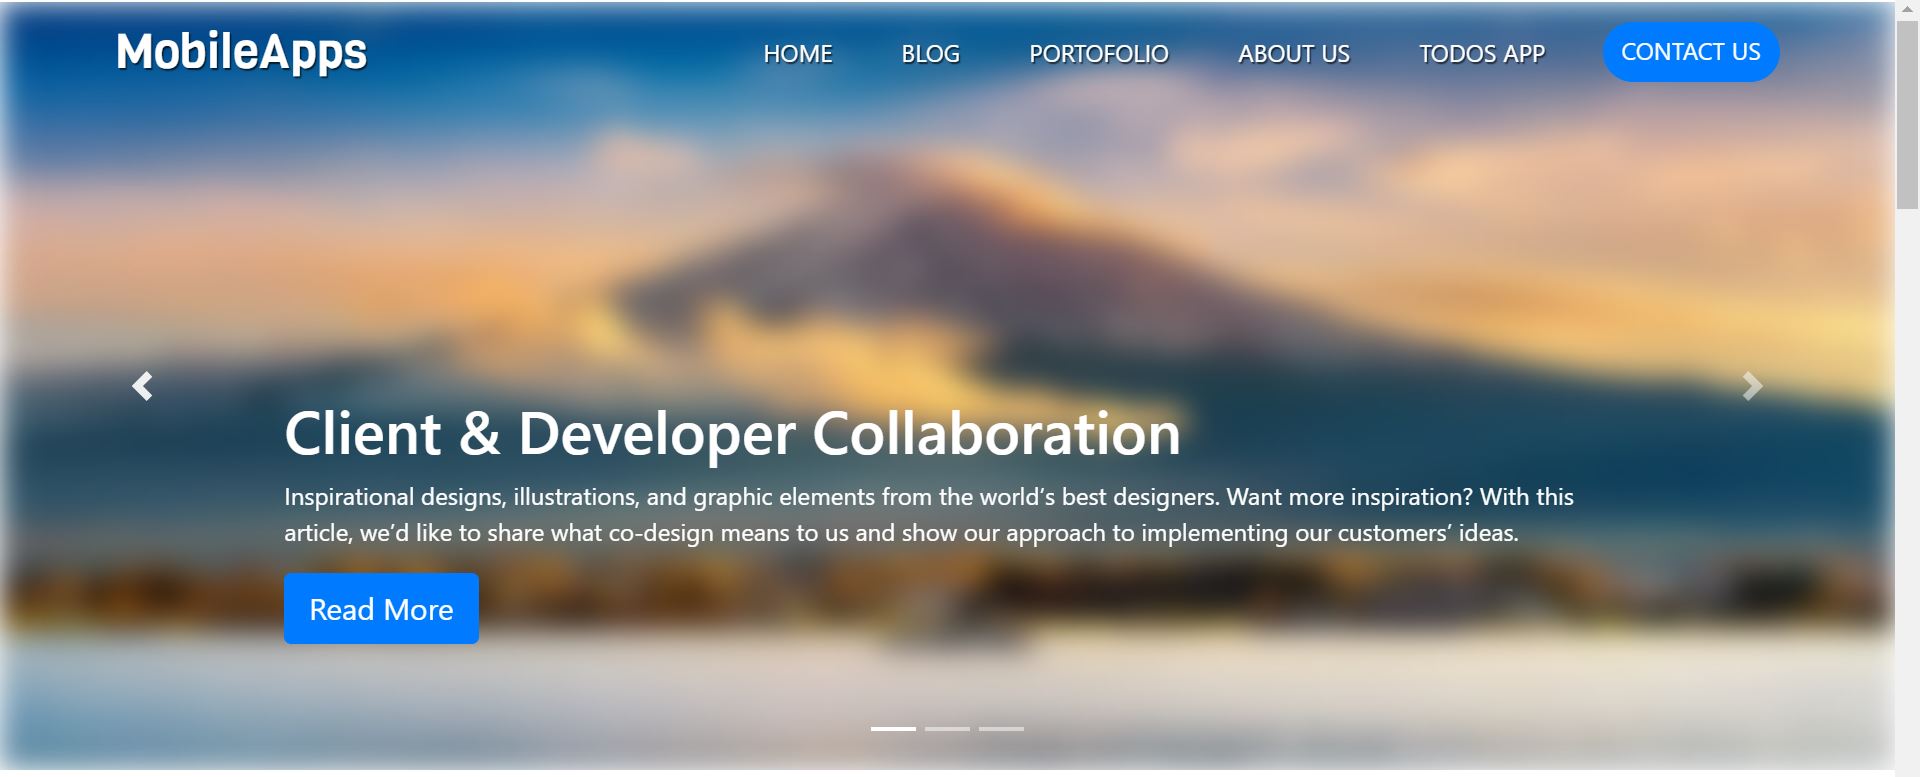 MobileApps
HOME BLOG PORTOFOLIO ABOUT US TODOS APP CONTACT US
Client & Developer Collaboration
Inspirational designs, illustrations, and graphic elements from the world’s best designers. Want more inspiration? With this
article, we’d like to share what co-design means to us and show our approach to implementing our customers’ ideas.
Read More